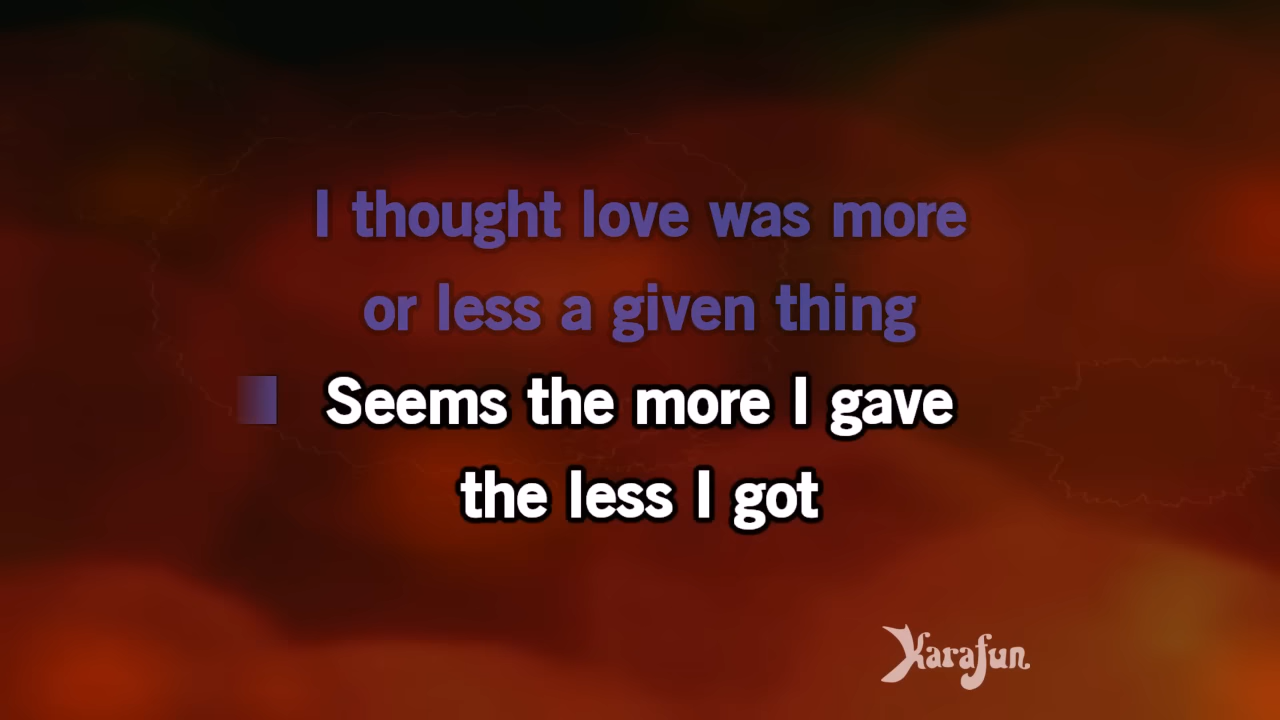 I thought love was more
or less a given thing
Seems the more I gave
the less I got
Karafun